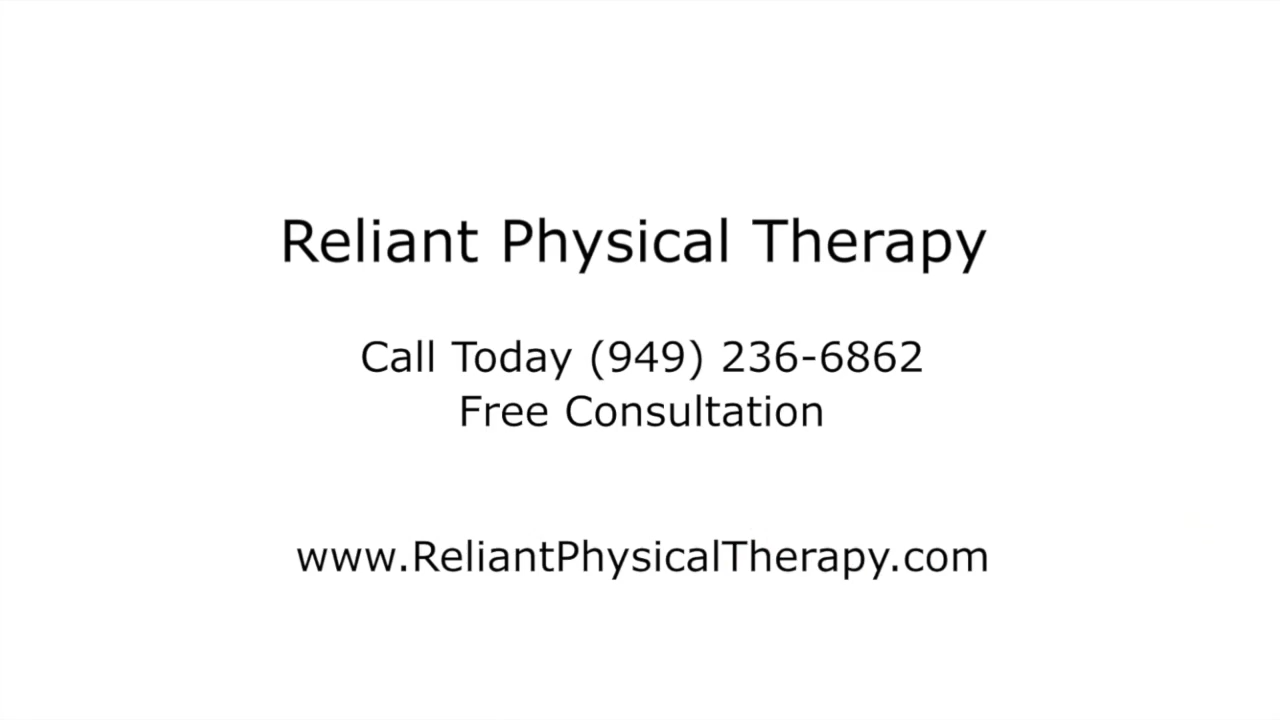 Reliant Physical Therapy
Call Today (949) 236-6862
Free Consultation
www.ReliantPhysicalTherapy.com